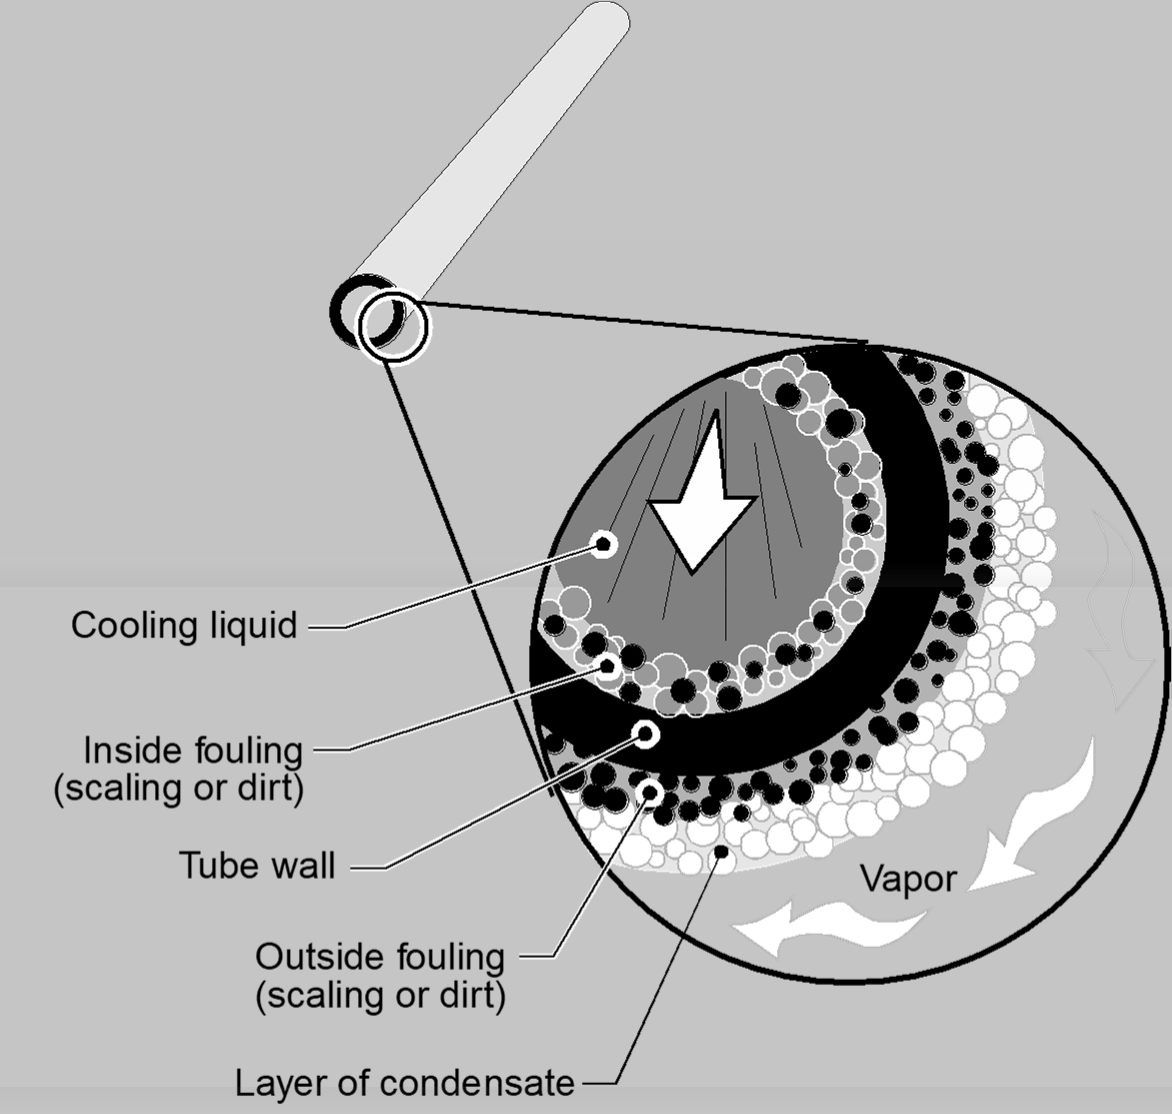 Cooling liquid
Inside fouling
(scaling or dirt)
Tube wall
Vapor
Outside fouling
(scaling or dirt)
Layer of condensate